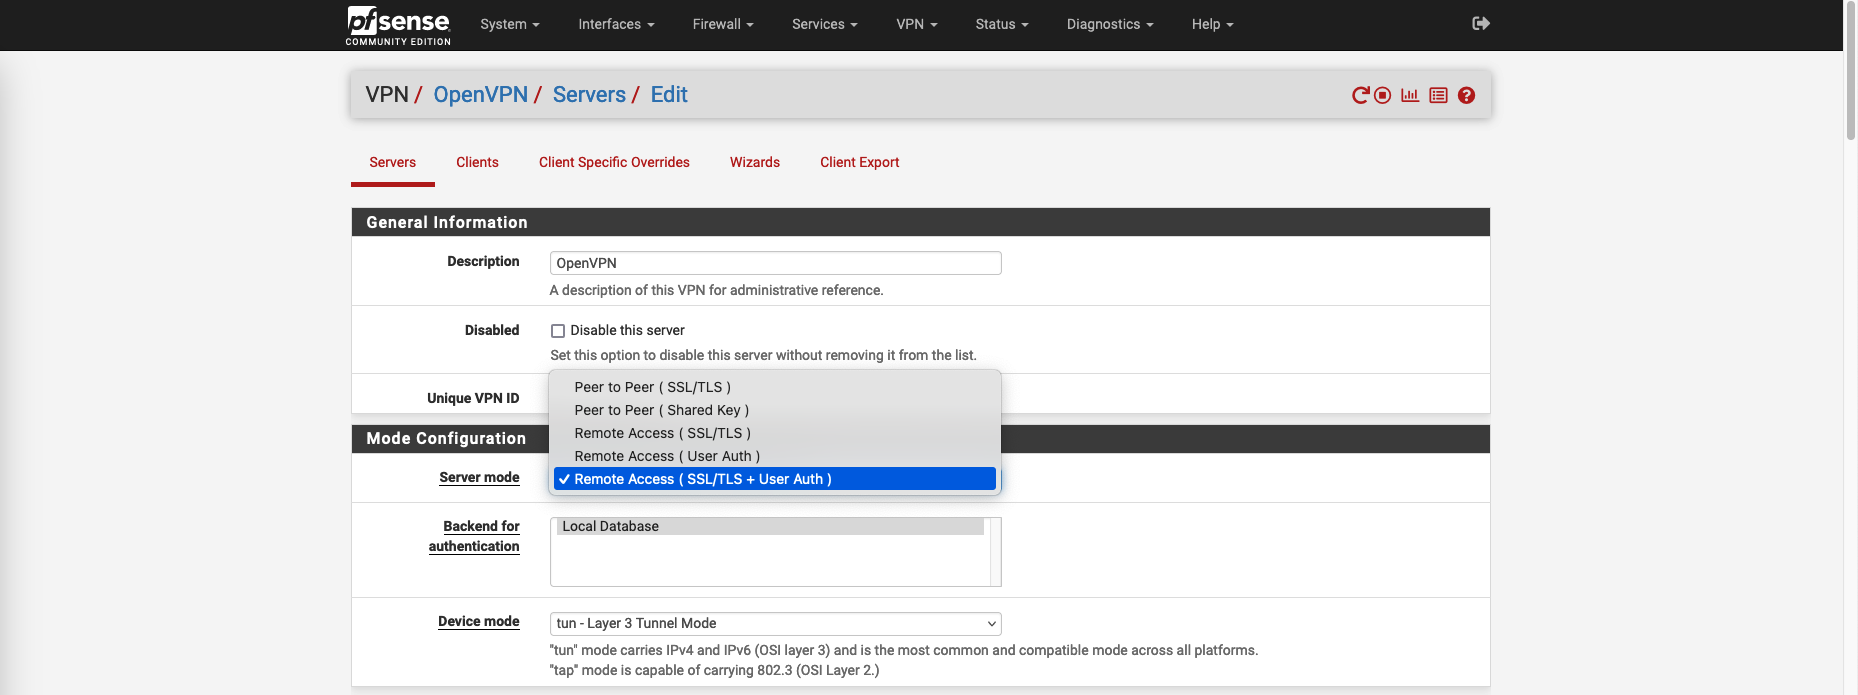 pfsense
COMMUNITY EDITION
System Interfaces Firewall Services VPN Status Diagnostics Help
VPN / OpenVPN / Servers / Edit
Servers Clients Client Specific Overrides Wizards Client Export
General Information
Description OpenVPN
A description of this VPN for administrative reference.
Disabled Disable this server
Set this option to disable this server without removing it from the list.
Unique VPN ID
Peer to Peer ( SSL/TLS )
Peer to Peer ( Shared Key )
Remote Access ( SSL/TLS )
Remote Access ( User Auth )
Remote Access ( SSL/TLS + User Auth )
Mode Configuration
Server mode
Backend for
authentication
Local Database
Device mode tun - Layer 3 Tunnel Mode
"tun" mode carries IPv4 and IPv6 (OSI layer 3) and is the most common and compatible mode across all platforms.
"tap" mode is capable of carrying 802.3 (OSI Layer 2.)